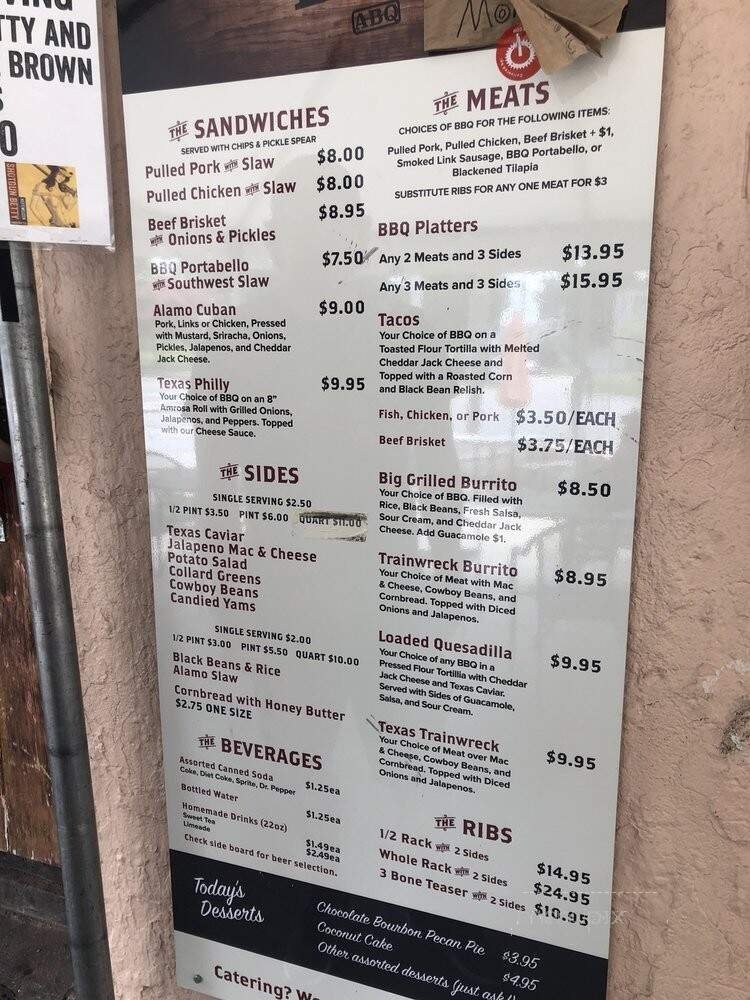 TTY AND
BROWN
SHOTGUN BETTY
ABQ
THE SANDWICHES
SERVED WITH CHIPS & PICKLE SPEAR
Pulled Pork with Slaw $8.00
Pulled Chicken with Slaw $8.00
Beef Brisket $8.95
with Onions & Pickles
BBQ Portabello $7.50
with Southwest Slaw
Alamo Cuban $9.00
Pork, Links or Chicken, Pressed
with Mustard, Sriracha, Onions,
Pickles, Jalapenos, and Cheddar
Jack Cheese.
Texas Philly $9.95
Your Choice of BBQ on an 8"
Amrosa Roll with Grilled Onions,
Jalapenos, and Peppers. Topped
with our Cheese Sauce.
THE SIDES
SINGLE SERVING $2.50
1/2 PINT $3.50 PINT $6.00 QUART $11.00
Texas Caviar
Jalapeno Mac & Cheese
Potato Salad
Collard Greens
Cowboy Beans
Candied Yams
SINGLE SERVING $2.00
1/2 PINT $3.00 PINT $5.50 QUART $10.00
Black Beans & Rice
Alamo Slaw
Cornbread with Honey Butter
$2.75 ONE SIZE
THE BEVERAGES
Assorted Canned Soda $1.25ea
Coke, Diet Coke, Sprite, Dr. Pepper
Bottled Water $1.25ea
Homemade Drinks (22oz)
Sweet Tea $1.49ea
Limeade $2.49ea
Check side board for beer selection.
THE MEATS
CHOICES OF BBQ FOR THE FOLLOWING ITEMS:
Pulled Pork, Pulled Chicken, Beef Brisket + $1,
Smoked Link Sausage, BBQ Portabello, or
Blackened Tilapia
SUBSTITUTE RIBS FOR ANY ONE MEAT FOR $3
BBQ Platters
Any 2 Meats and 3 Sides $13.95
Any 3 Meats and 3 Sides $15.95
Tacos
Your Choice of BBQ on a
Toasted Flour Tortilla with Melted
Cheddar Jack Cheese and
Topped with a Roasted Corn
and Black Bean Relish.
Fish, Chicken, or Pork $3.50/EACH
Beef Brisket $3.75/EACH
Big Grilled Burrito $8.50
Your Choice of BBQ. Filled with
Rice, Black Beans, Fresh Salsa,
Sour Cream, and Cheddar Jack
Cheese. Add Guacamole $1.
Trainwreck Burrito $8.95
Your Choice of Meat with Mac
& Cheese, Cowboy Beans, and
Cornbread. Topped with Diced
Onions and Jalapenos.
Loaded Quesadilla $9.95
Your Choice of any BBQ in a
Pressed Flour Tortillia with Cheddar
Jack Cheese and Texas Caviar.
Served with Sides of Guacamole,
Salsa, and Sour Cream.
Texas Trainwreck $9.95
Your Choice of Meat over Mac
& Cheese, Cowboy Beans, and
Cornbread. Topped with Diced
Onions and Jalapenos.
THE RIBS
1/2 Rack with 2 Sides $14.95
Whole Rack with 2 Sides $24.95
3 Bone Teaser with 2 Sides $10.95
Today's
Desserts
Chocolate Bourbon Pecan Pie $3.95
Coconut Cake $4.95
Other assorted desserts (just ask!)
Catering?